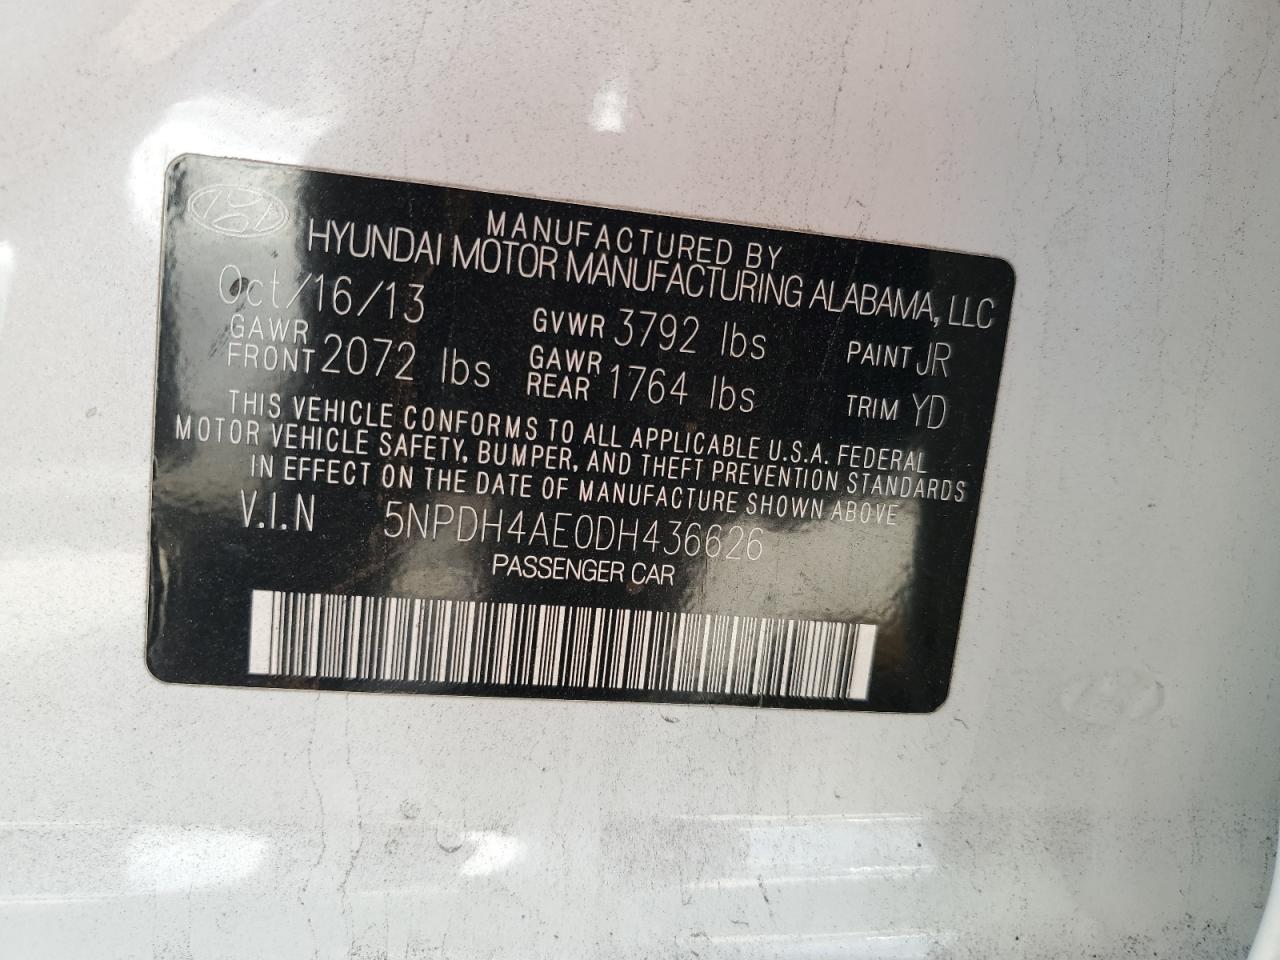 MANUFACTURED BY
HYUNDAI MOTOR MANUFACTURING ALABAMA, LLC
Oct/16/13 GVWR 3792 lbs PAINT JR
GAWR FRONT 2072 lbs GAWR REAR 1764 lbs TRIM YD
THIS VEHICLE CONFORMS TO ALL APPLICABLE U.S.A. FEDERAL
MOTOR VEHICLE SAFETY, BUMPER, AND THEFT PREVENTION STANDARDS
IN EFFECT ON THE DATE OF MANUFACTURE SHOWN ABOVE
V.I.N 5NPDH4AE0DH436626
PASSENGER CAR